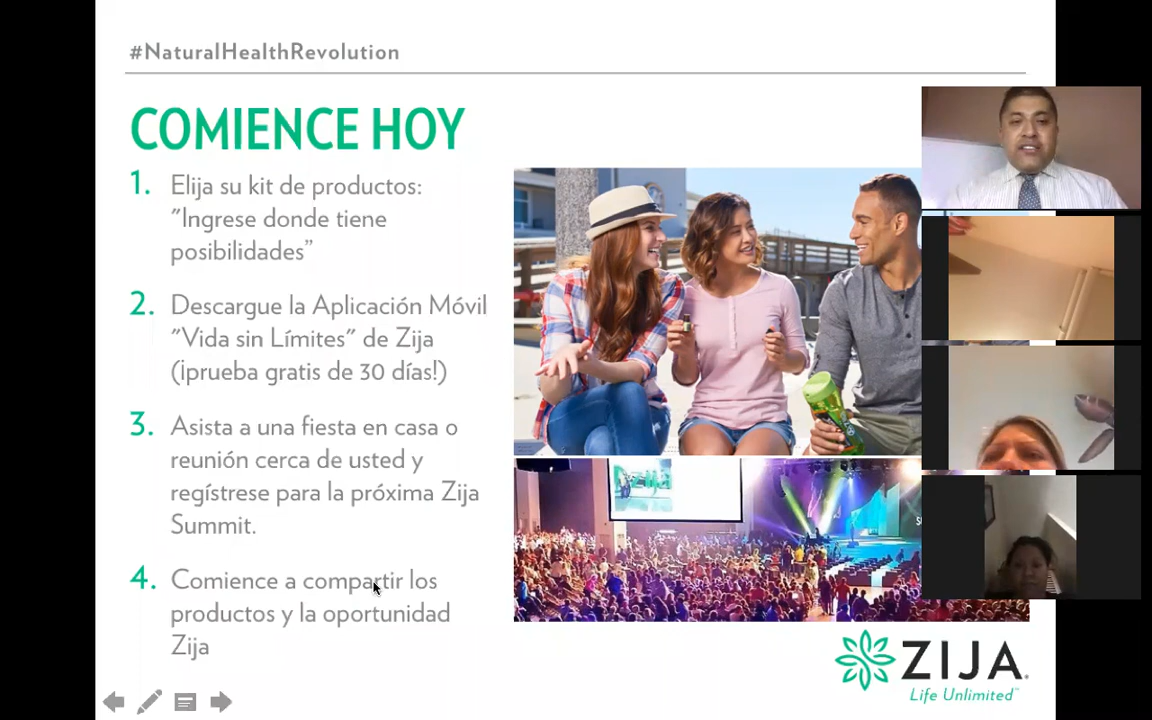 #NaturalHealthRevolution
COMIENCE HOY
1. Elija su kit de productos:
"Ingrese donde tiene
posibilidades”
2. Descargue la Aplicación Móvil
"Vida sin Límites" de Zija
(¡prueba gratis de 30 días!)
3. Asista a una fiesta en casa o
reunión cerca de usted y
regístrese para la próxima Zija
Summit.
4. Comience a compartir los
productos y la oportunidad
Zija
ZIJA®
Life Unlimited™